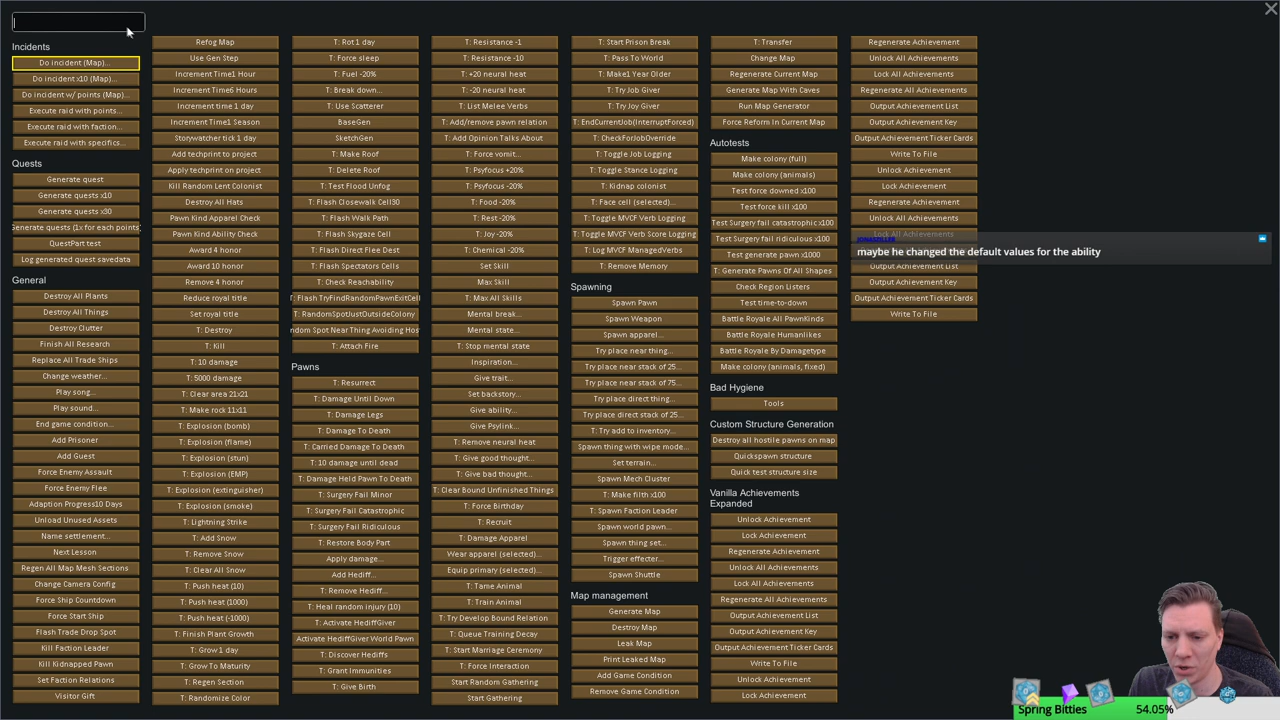 Incidents
Do incident (Map)...
Do incident x10 (Map)...
Do incident w/ points (Map)...
Execute raid with points...
Execute raid with faction...
Execute raid with specifics...
Quests
Generate quest
Generate quests x10
Generate quests x30
Generate quests (1x for each points)
QuestPart test
Log generated quest savedata
General
Destroy All Plants
Destroy All Things
Destroy Clutter
Finish All Research
Replace All Trade Ships
Change weather...
Play song...
Play sound...
End game condition...
Add Prisoner
Add Guest
Force Enemy Assault
Force Enemy Flee
Adaption Progress10 Days
Unload Unused Assets
Name settlement...
Next Lesson
Regen All Map Mesh Sections
Change Camera Config
Force Ship Countdown
Force Start Ship
Flash Trade Drop Spot
Kill Faction Leader
Kill Kidnapped Pawn
Set Faction Relations
Visitor Gift
Refog Map
Use Gen Step
Increment Time1 Hour
Increment Time6 Hours
Increment time 1 day
Increment Time1 Season
Storywatcher tick 1 day
Add techprint to project
Apply techprint on project
Kill Random Lent Colonist
Destroy All Hats
Pawn Kind Apparel Check
Pawn Kind Ability Check
Award 4 honor
Award 10 honor
Remove 4 honor
Reduce royal title
Set royal title
T: Destroy
T: Kill
T: 10 damage
T: 5000 damage
T: Clear area 21x21
T: Make rock 11x11
T: Explosion (bomb)
T: Explosion (flame)
T: Explosion (stun)
T: Explosion (EMP)
T: Explosion (extinguisher)
T: Explosion (smoke)
T: Lightning Strike
T: Add Snow
T: Remove Snow
T: Clear All Snow
T: Push heat (10)
T: Push heat (1000)
T: Push heat (-1000)
T: Finish Plant Growth
T: Grow 1 day
T: Grow To Maturity
T: Regen Section
T: Randomize Color
T: Rot 1 day
T: Force sleep
T: Fuel -20%
T: Break down...
T: Use Scatterer
BaseGen
SketchGen
T: Make Roof
T: Delete Roof
T: Test Flood Unfog
T: Flash Closewalk Cell30
T: Flash Walk Path
T: Flash Skygaze Cell
T: Flash Direct Flee Dest
T: Flash Spectators Cells
T: Check Reachability
T: Flash TryFindRandomPawnExitCell
T: RandomSpotJustOutsideColony
ndom Spot Near Thing Avoiding Hos
T: Attach Fire
Pawns
T: Resurrect
T: Damage Until Down
T: Damage Legs
T: Damage To Death
T: Carried Damage To Death
T: 10 damage until dead
T: Damage Held Pawn To Death
T: Surgery Fail Minor
T: Surgery Fail Catastrophic
T: Surgery Fail Ridiculous
T: Restore Body Part
Apply damage...
Add Hediff...
T: Remove Hediff...
T: Heal random injury (10)
T: Activate HediffGiver
Activate HediffGiver World Pawn
T: Discover Hediffs
T: Grant Immunities
T: Give Birth
T: Resistance -1
T: Resistance -10
T: +20 neural heat
T: -20 neural heat
T: List Melee Verbs
T: Add/remove pawn relation
T: Add Opinion Talks About
T: Force vomit...
T: Psyfocus +20%
T: Psyfocus -20%
T: Food -20%
T: Rest -20%
T: Joy -20%
T: Chemical -20%
Set Skill
Max Skill
T: Max All Skills
Mental break...
Mental state...
T: Stop mental state
Inspiration...
Give trait...
Set backstory...
Give ability...
Give Psylink...
T: Remove neural heat
T: Give good thought...
T: Give bad thought...
T: Clear Bound Unfinished Things
T: Force Birthday
T: Recruit
T: Damage Apparel
Wear apparel (selected)...
Equip primary (selected)...
T: Tame Animal
T: Train Animal
T: Try Develop Bound Relation
T: Queue Training Decay
T: Start Marriage Ceremony
T: Force Interaction
Start Random Gathering
Start Gathering
T: Start Prison Break
T: Pass To World
T: Make1 Year Older
T: Try Job Giver
T: Try Joy Giver
T: EndCurrentJob(InterruptForced)
T: CheckForJobOverride
T: Toggle Job Logging
T: Toggle Stance Logging
T: Kidnap colonist
T: Face cell (selected)...
T: Toggle MVCF Verb Logging
T: Toggle MVCF Verb Score Logging
T: Log MVCF ManagedVerbs
T: Remove Memory
Spawning
Spawn Pawn
Spawn Weapon
Spawn apparel...
Try place near thing...
Try place near stack of 25...
Try place near stack of 75...
Try place direct thing...
Try place direct stack of 25...
T: Try add to inventory...
Spawn thing with wipe mode...
Set terrain...
Spawn Mech Cluster
T: Make filth x100
T: Spawn Faction Leader
Spawn world pawn...
Spawn thing set...
Trigger effecter...
Spawn Shuttle
Map management
Generate Map
Destroy Map
Leak Map
Print Leaked Map
Add Game Condition
Remove Game Condition
T: Transfer
Change Map
Regenerate Current Map
Generate Map With Caves
Run Map Generator
Force Reform In Current Map
Autotests
Make colony (full)
Make colony (animals)
Test force downed x100
Test force kill x100
Test Surgery fail catastrophic x100
Test Surgery fail ridiculous x100
Test generate pawn x1000
T: Generate Pawns Of All Shapes
Check Region Listers
Test time-to-down
Battle Royale All PawnKinds
Battle Royale Humanlikes
Battle Royale By Damagetype
Make colony (animals, fixed)
Bad Hygiene
Tools
Custom Structure Generation
Destroy all hostile pawns on map
Quickspawn structure
Quick test structure size
Vanilla Achievements
Expanded
Unlock Achievement
Lock Achievement
Regenerate Achievement
Unlock All Achievements
Lock All Achievements
Regenerate All Achievements
Output Achievement List
Output Achievement Key
Output Achievement Ticker Cards
Write To File
Unlock Achievement
Lock Achievement
Regenerate Achievement
Unlock All Achievements
Lock All Achievements
Regenerate All Achievements
Output Achievement List
Output Achievement Key
Output Achievement Ticker Cards
Write To File
Unlock Achievement
Lock Achievement
Regenerate Achievement
Unlock All Achievements
Lock All Achievements
maybe he changed the default values for the ability
Output Achievement List
Output Achievement Key
Output Achievement Ticker Cards
Write To File
Spring Bitties 54.05%